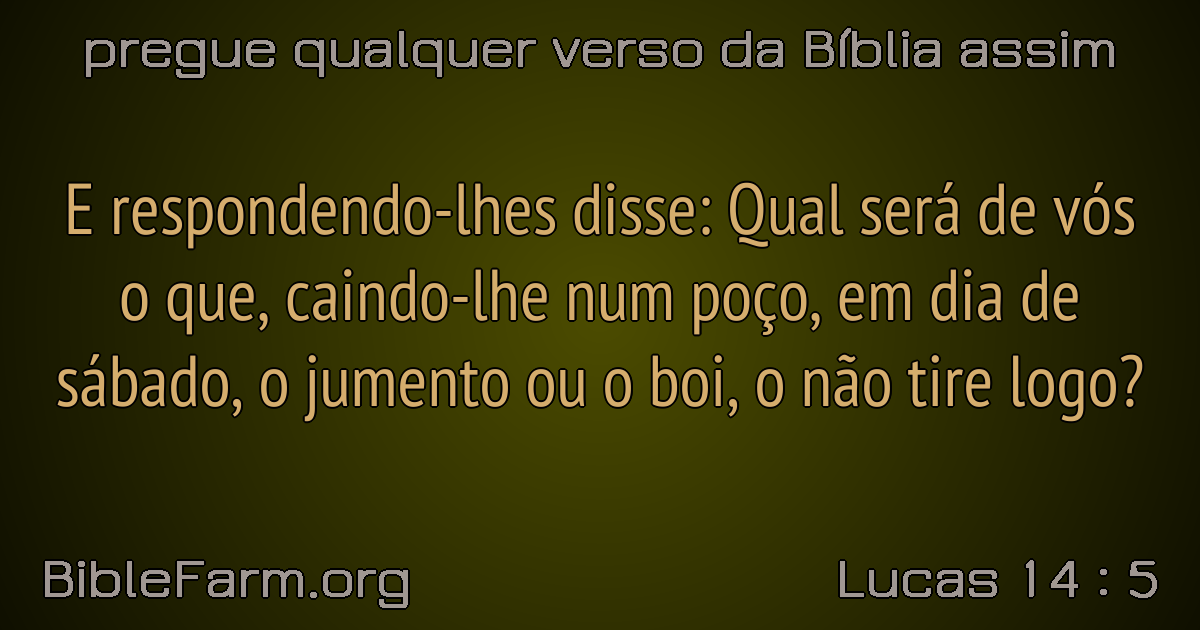 pregue qualquer verso da Bíblia assim
E respondendo-lhes disse: Qual será de vós
o que, caindo-lhe num poço, em dia de
sábado, o jumento ou o boi, o não tire logo?
BibleFarm.org
Lucas 14 : 5